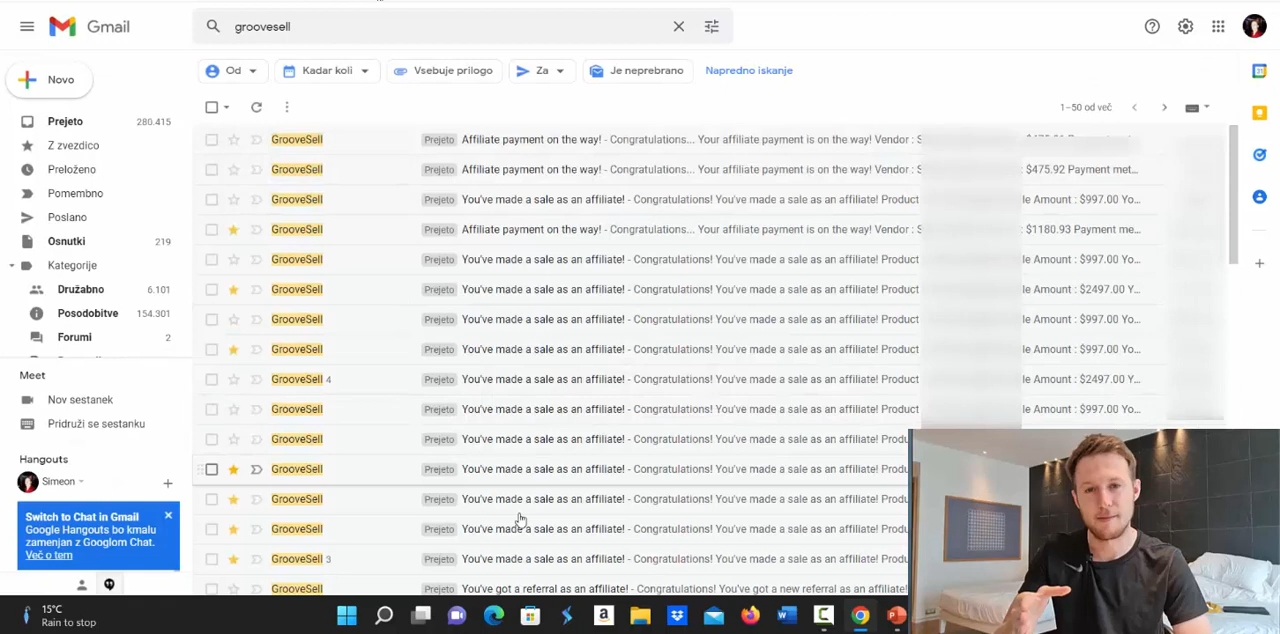 Gmail
groovesell
Novo
Od
Kadar koli
Vsebuje prilogo
Za
Je neprebrano
Napredno iskanje
1–50 od več
Prejeto 280.415
Z zvezdico
Preloženo
Pomembno
Poslano
Osnutki 219
Kategorije
Družabno 6.101
Posodobitve 154.301
Forumi 2
Meet
Nov sestanek
Pridruži se sestanku
Hangouts
Simeon
Switch to Chat in Gmail
Google Hangouts bo kmalu
zamenjan z Googlom Chat.
Več o tem
GrooveSell Prejeto Affiliate payment on the way! - Congratulations... Your affiliate payment is on the way! Vendor :
GrooveSell Prejeto Affiliate payment on the way! - Congratulations... Your affiliate payment is on the way! Vendor : $475.92 Payment met...
GrooveSell Prejeto You've made a sale as an affiliate! - Congratulations! You've made a sale as an affiliate! Product le Amount : $997.00 Yo...
GrooveSell Prejeto Affiliate payment on the way! - Congratulations... Your affiliate payment is on the way! Vendor : $1180.93 Payment me...
GrooveSell Prejeto You've made a sale as an affiliate! - Congratulations! You've made a sale as an affiliate! Product le Amount : $997.00 Yo...
GrooveSell Prejeto You've made a sale as an affiliate! - Congratulations! You've made a sale as an affiliate! Product le Amount : $2497.00 Yo...
GrooveSell Prejeto You've made a sale as an affiliate! - Congratulations! You've made a sale as an affiliate! Product le Amount : $997.00 Yo...
GrooveSell Prejeto You've made a sale as an affiliate! - Congratulations! You've made a sale as an affiliate! Product le Amount : $997.00 Yo...
GrooveSell 4 Prejeto You've made a sale as an affiliate! - Congratulations! You've made a sale as an affiliate! Product le Amount : $2497.00 Y...
GrooveSell Prejeto You've made a sale as an affiliate! - Congratulations! You've made a sale as an affiliate! Product le Amount : $997.00 Yo...
GrooveSell Prejeto You've made a sale as an affiliate! - Congratulations! You've made a sale as an affiliate! Produ
GrooveSell Prejeto You've made a sale as an affiliate! - Congratulations! You've made a sale as an affiliate! Produ
GrooveSell Prejeto You've made a sale as an affiliate! - Congratulations! You've made a sale as an affiliate! Produ
GrooveSell Prejeto You've made a sale as an affiliate! - Congratulations! You've made a sale as an affiliate! Produ
GrooveSell 3 Prejeto You've made a sale as an affiliate! - Congratulations! You've made a sale as an affiliate! Produ
GrooveSell Prejeto You've got a referral as an affiliate! - Congratulations! You've got a new referral as an affiliate!
15°C
Rain to stop